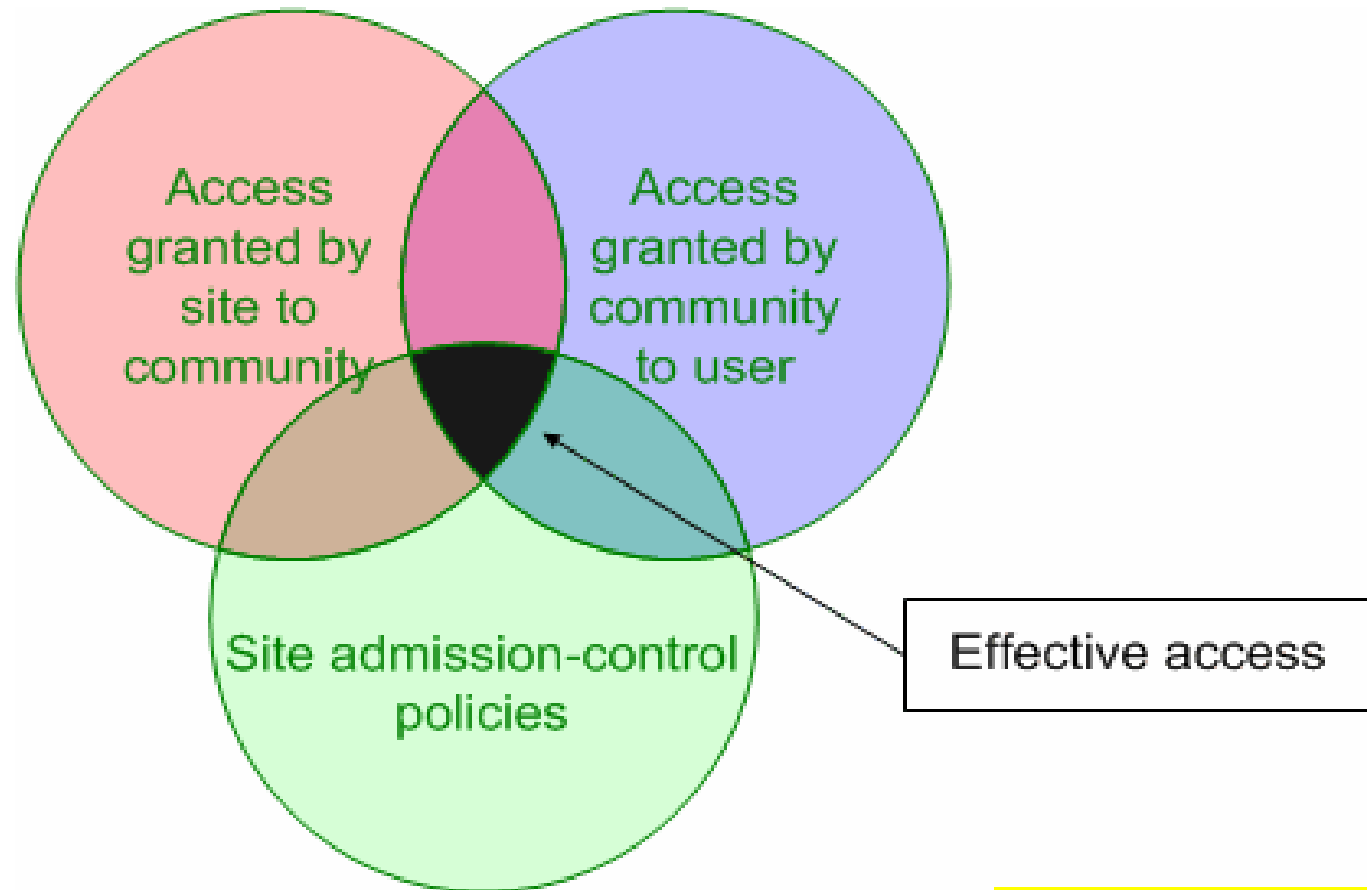 Access
granted by
site to
community
Access
granted by
community
to user
Site admission-control
policies
Effective access